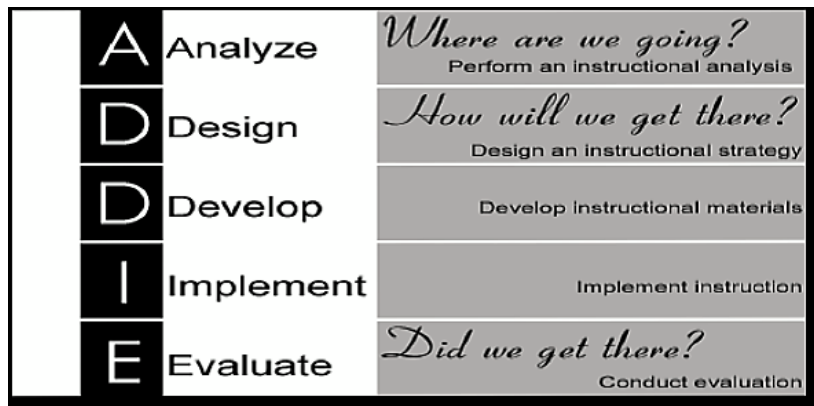 A Analyze Where are we going?
Perform an instructional analysis
D Design How will we get there?
Design an instructional strategy
D Develop Develop instructional materials
I Implement Implement instruction
E Evaluate Did we get there?
Conduct evaluation